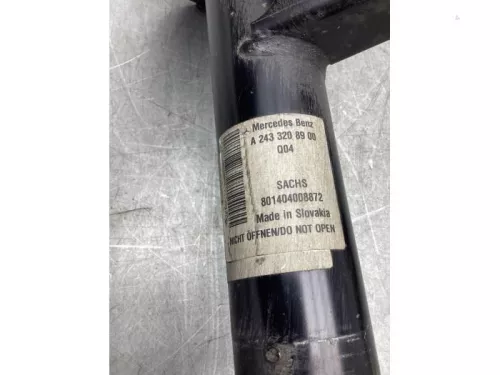 Mercedes Benz
A 243 320 89 00
Q04
SACHS
801404008872
Made in Slovakia
NICHT ÖFFNEN/DO NOT OPEN